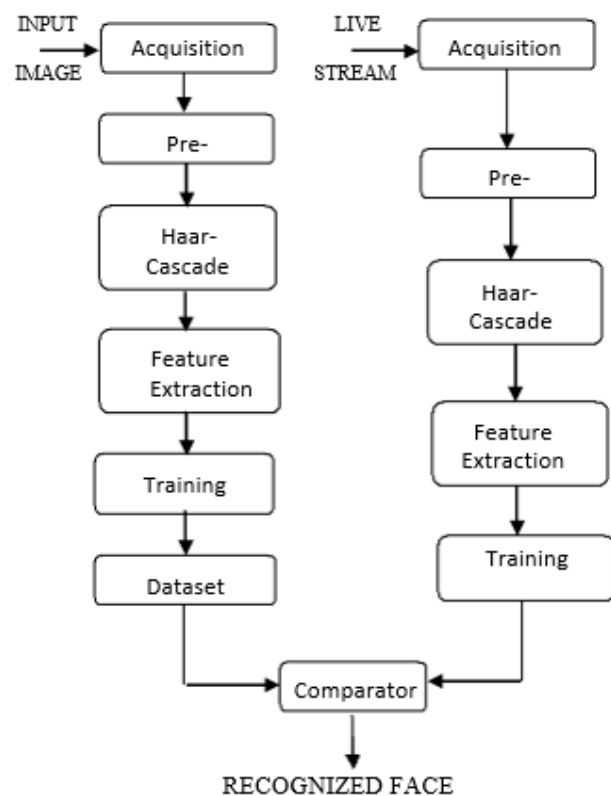 INPUT
IMAGE
Acquisition
Pre-
Haar-
Cascade
Feature
Extraction
Training
Dataset
LIVE
STREAM
Acquisition
Pre-
Haar-
Cascade
Feature
Extraction
Training
Comparator
RECOGNIZED FACE